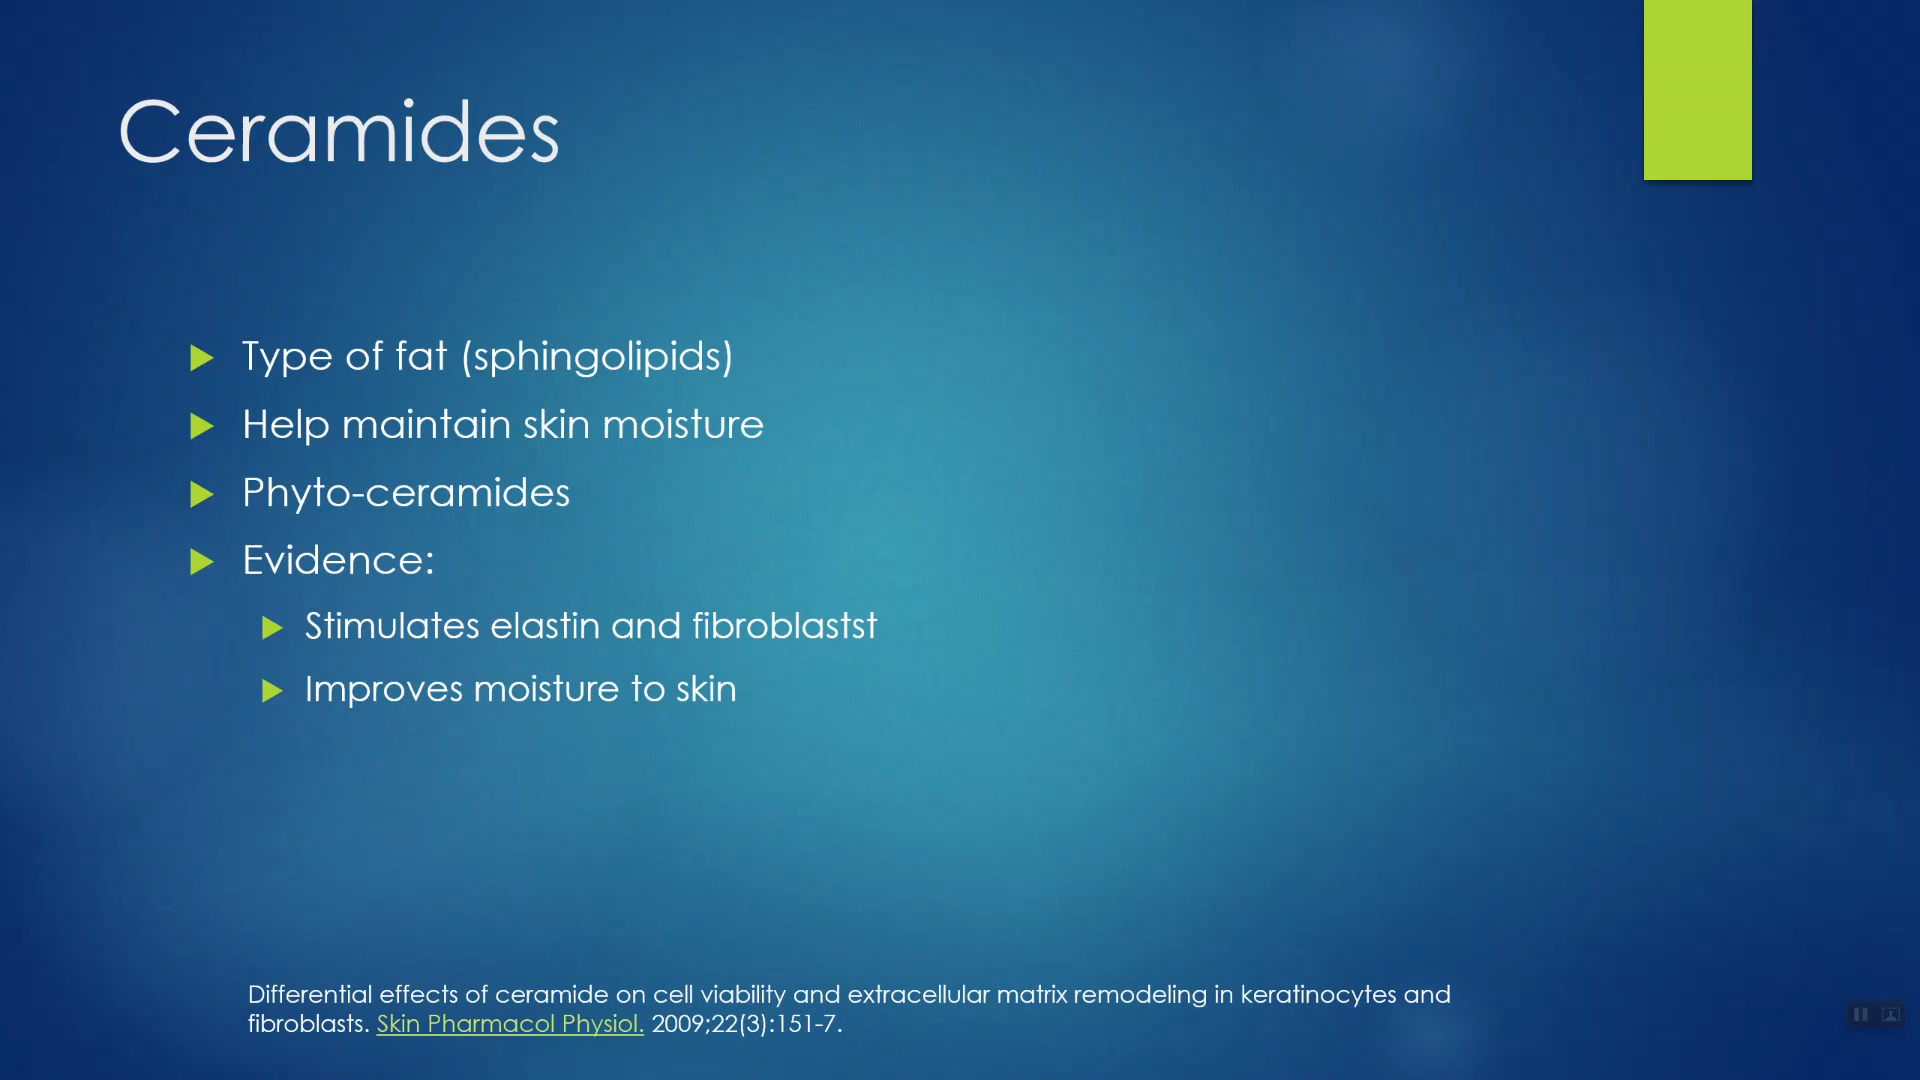 Ceramides
Type of fat (sphingolipids)
Help maintain skin moisture
Phyto-ceramides
Evidence:
Stimulates elastin and fibroblastst
Improves moisture to skin
Differential effects of ceramide on cell viability and extracellular matrix remodeling in keratinocytes and
fibroblasts. Skin Pharmacol Physiol. 2009;22(3):151-7.